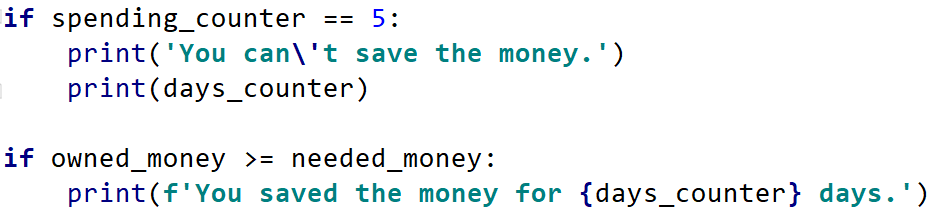 if spending_counter == 5:
    print('You can\'t save the money.')
    print(days_counter)
if owned_money >= needed_money:
    print(f'You saved the money for {days_counter} days.')